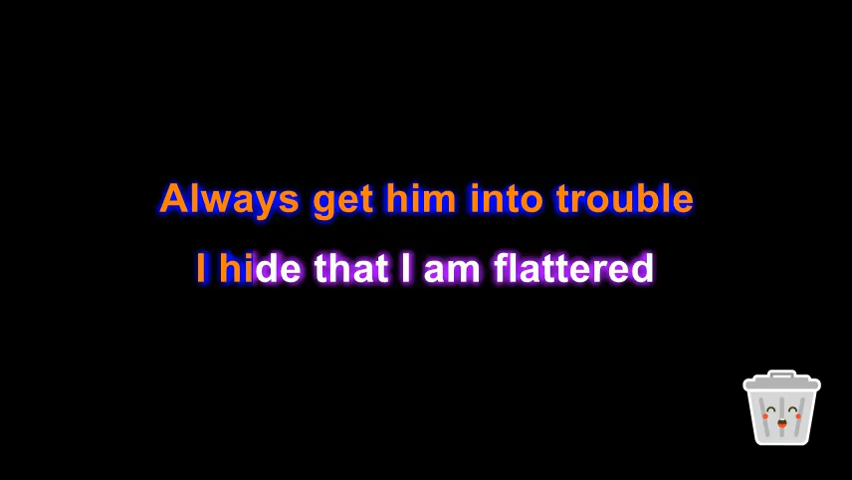 Always get him into trouble
I hide that I am flattered